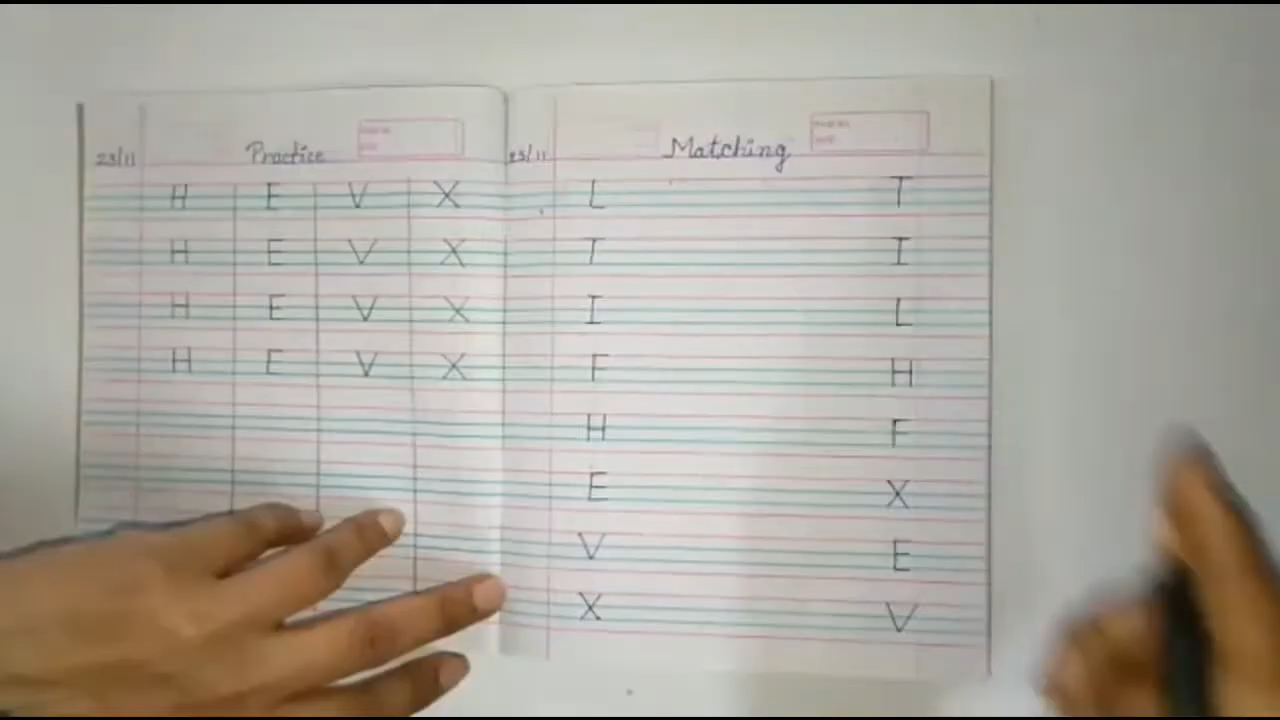 23/11 Practice
H E V X
H E V X
H E V X
H E V X
23/11 Matching
L T
T I
I L
F H
H F
E X
V E
X V